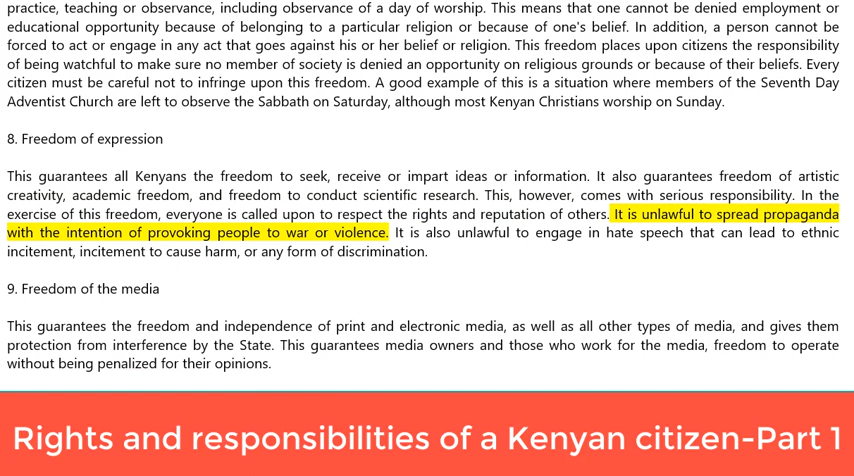 practice, teaching or observance, including observance of a day of worship. This means that one cannot be denied employment or
educational opportunity because of belonging to a particular religion or because of one's belief. In addition, a person cannot be
forced to act or engage in any act that goes against his or her belief or religion. This freedom places upon citizens the responsibility
of being watchful to make sure no member of society is denied an opportunity on religious grounds or because of their beliefs. Every
citizen must be careful not to infringe upon this freedom. A good example of this is a situation where members of the Seventh Day
Adventist Church are left to observe the Sabbath on Saturday, although most Kenyan Christians worship on Sunday.
8. Freedom of expression
This guarantees all Kenyans the freedom to seek, receive or impart ideas or information. It also guarantees freedom of artistic
creativity, academic freedom, and freedom to conduct scientific research. This, however, comes with serious responsibility. In the
exercise of this freedom, everyone is called upon to respect the rights and reputation of others. It is unlawful to spread propaganda
with the intention of provoking people to war or violence. It is also unlawful to engage in hate speech that can lead to ethnic
incitement, incitement to cause harm, or any form of discrimination.
9. Freedom of the media
This guarantees the freedom and independence of print and electronic media, as well as all other types of media, and gives them
protection from interference by the State. This guarantees media owners and those who work for the media, freedom to operate
without being penalized for their opinions.
Rights and responsibilities of a Kenyan citizen-Part 1